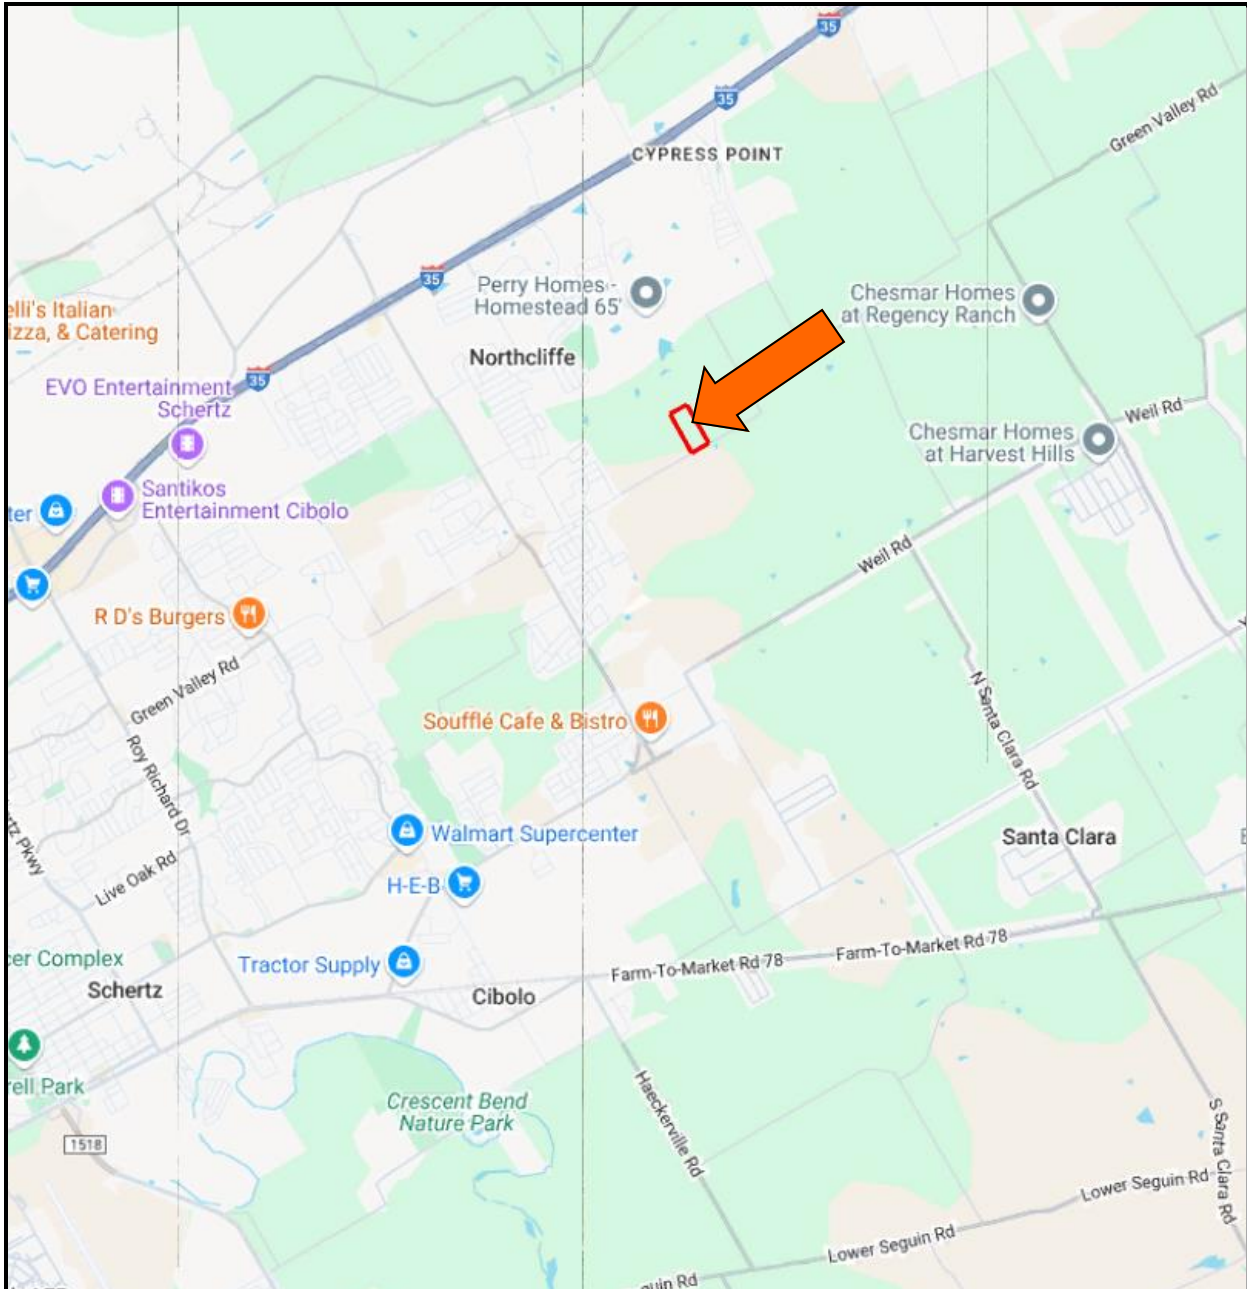 35
35
CYPRESS POINT
Green Valley Rd
35
Perry Homes -
Homestead 65'
Chesmar Homes
at Regency Ranch
elli's Italian
izza, & Catering
Northcliffe
35
EVO Entertainment
Schertz
Weil Rd
Chesmar Homes
at Harvest Hills
Santikos
Entertainment Cibolo
ter
Weil Rd
R D's Burgers
Green Valley Rd
N Santa Clara Rd
Soufflé Cafe & Bistro
Roy Richard Dr
rtz Pkwy
Walmart Supercenter
Santa Clara
Live Oak Rd
H-E-B
Farm-To-Market Rd 78
Farm-To-Market Rd 78
cer Complex
Tractor Supply
Schertz
Cibolo
rell Park
Haeckerville Rd
Crescent Bend
Nature Park
1518
S Santa Clara Rd
Lower Seguin Rd
Lower Seguin Rd
uin Rd